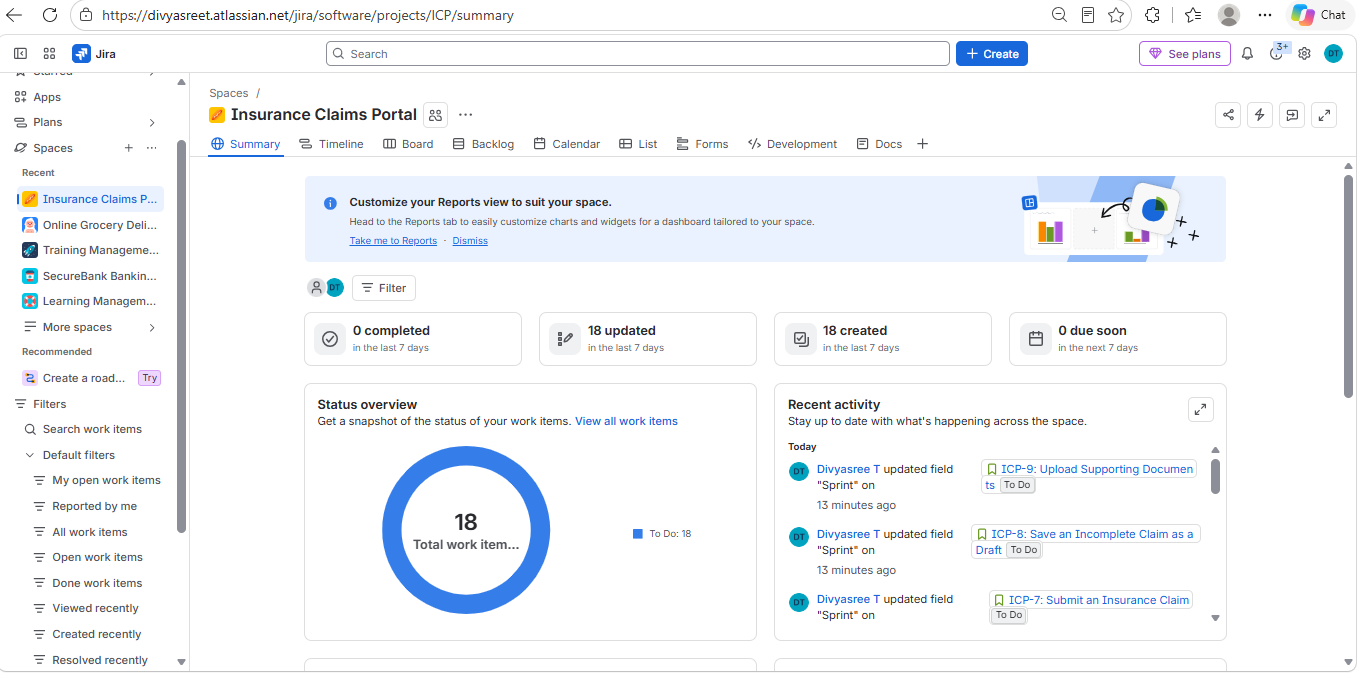 https://divyasreet.atlassian.net/jira/software/projects/ICP/summary
Chat
Jira
Search
+ Create
See plans
3+
DT
Starred
Apps
Plans
Spaces
Recent
Insurance Claims P...
Online Grocery Deli...
Training Manageme...
SecureBank Bankin...
Learning Managem...
More spaces
Recommended
Create a road... Try
Filters
Search work items
Default filters
My open work items
Reported by me
All work items
Open work items
Done work items
Viewed recently
Created recently
Resolved recently
Spaces /
Insurance Claims Portal
Summary Timeline Board Backlog Calendar List Forms Development Docs
Customize your Reports view to suit your space.
Head to the Reports tab to easily customize charts and widgets for a dashboard tailored to your space.
Take me to Reports · Dismiss
DT Filter
0 completed
in the last 7 days
18 updated
in the last 7 days
18 created
in the last 7 days
0 due soon
in the next 7 days
Status overview
Get a snapshot of the status of your work items. View all work items
18
Total work item...
To Do: 18
Recent activity
Stay up to date with what's happening across the space.
Today
DT Divyasree T updated field
"Sprint" on
ICP-9: Upload Supporting Documen
ts To Do
13 minutes ago
DT Divyasree T updated field
"Sprint" on
ICP-8: Save an Incomplete Claim as a
Draft To Do
13 minutes ago
DT Divyasree T updated field
"Sprint" on
ICP-7: Submit an Insurance Claim
To Do